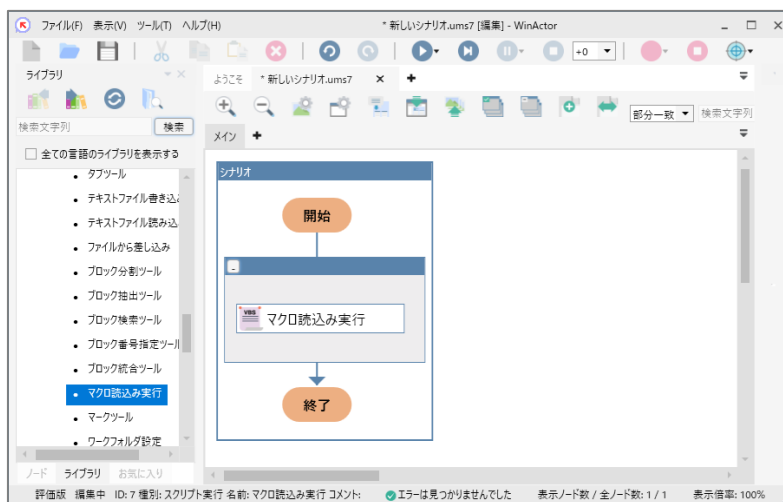 ファイル(F) 表示(V) ツール(T) ヘルプ(H) * 新しいシナリオ.ums7 [編集] - WinActor
+0
ライブラリ
ようこそ * 新しいシナリオ.ums7
検索文字列 検索
部分一致 検索文字列
全ての言語のライブラリを表示する
メイン
タブツール
テキストファイル書き込
テキストファイル読み込
ファイルから差し込み
ブロック分割ツール
ブロック抽出ツール
ブロック検索ツール
ブロック番号指定ツール
ブロック統合ツール
マクロ読込み実行
マークツール
ワークフォルダ設定
シナリオ
開始
VBS
マクロ読込み実行
終了
ノード ライブラリ お気に入り
評価版 編集中 ID: 7 種別: スクリプト実行 名前: マクロ読込み実行 コメント: エラーは見つかりませんでした 表示ノード数 / 全ノード数: 1 / 1 表示倍率: 100%